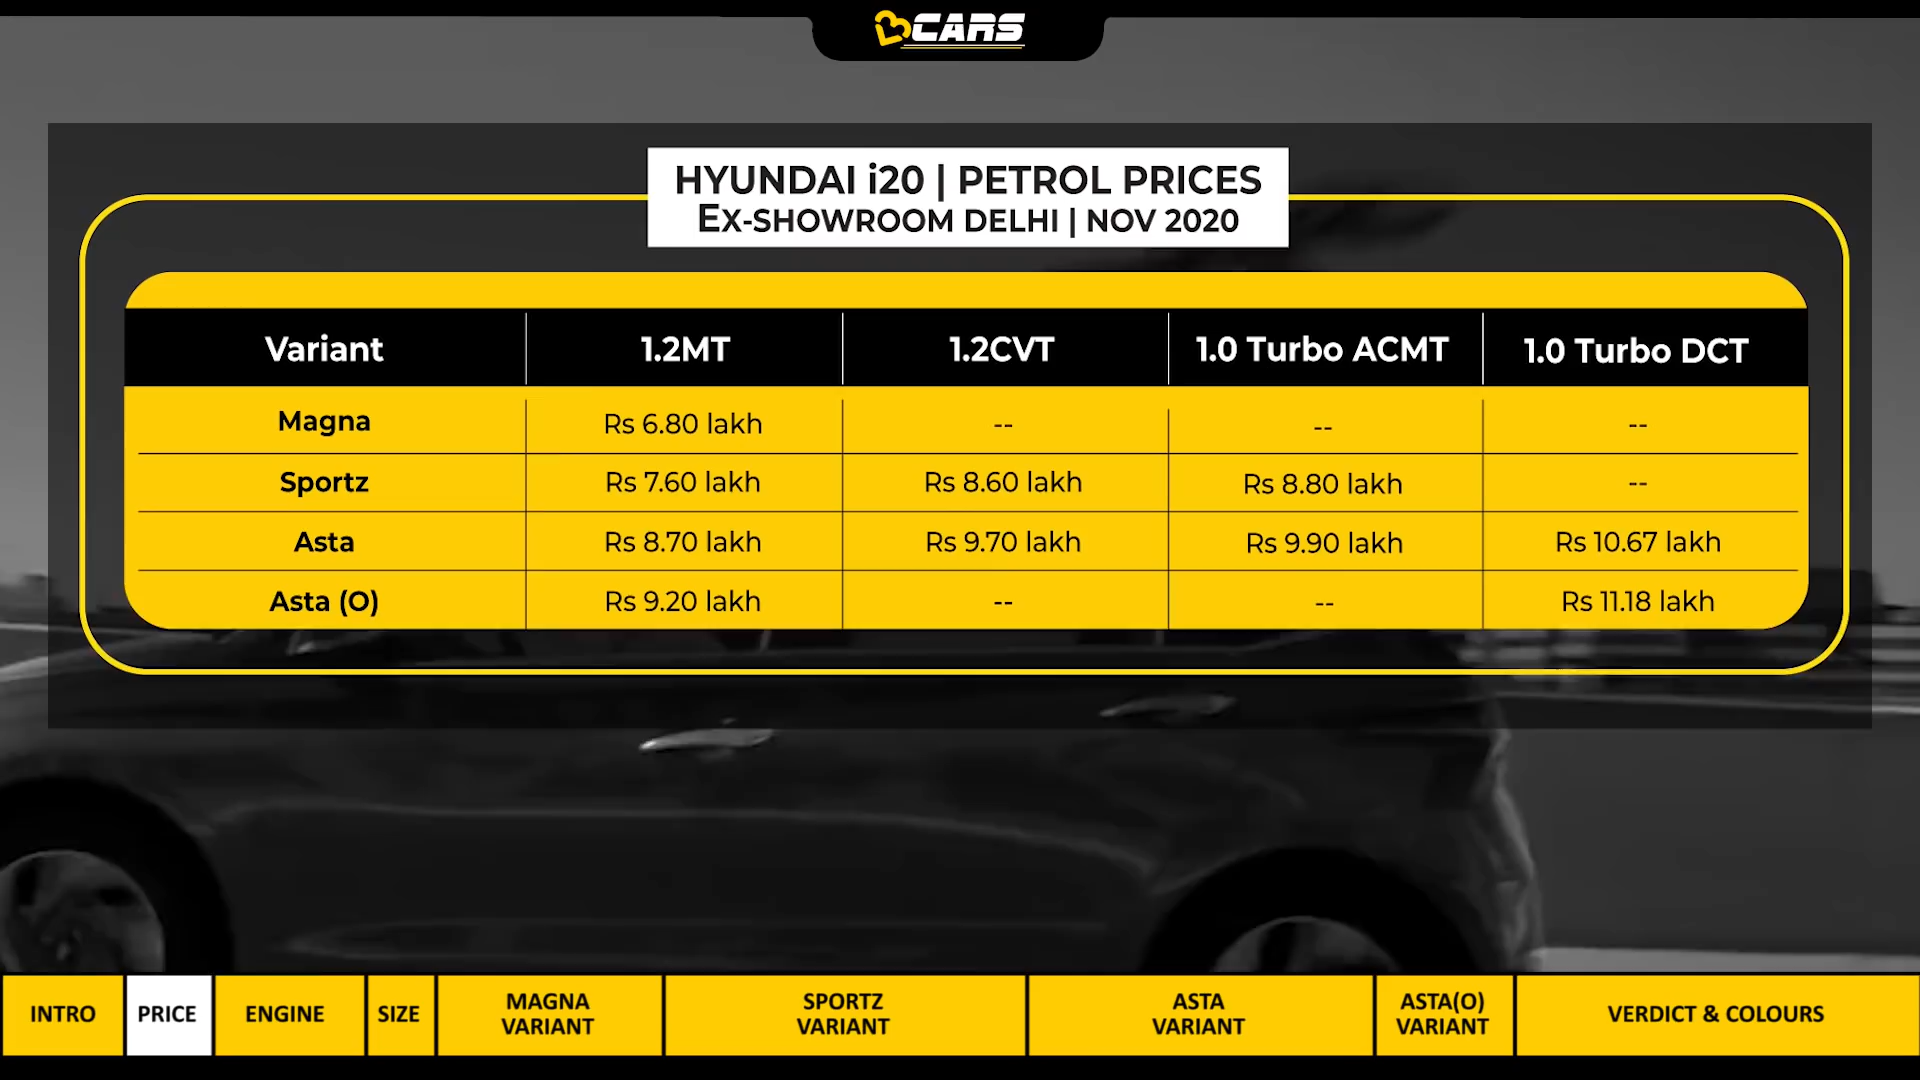 CARS
HYUNDAI i20 | PETROL PRICES
EX-SHOWROOM DELHI | NOV 2020
Variant 1.2MT 1.2CVT 1.0 Turbo ACMT 1.0 Turbo DCT
Magna Rs 6.80 lakh -- -- --
Sportz Rs 7.60 lakh Rs 8.60 lakh Rs 8.80 lakh --
Asta Rs 8.70 lakh Rs 9.70 lakh Rs 9.90 lakh Rs 10.67 lakh
Asta (O) Rs 9.20 lakh -- -- Rs 11.18 lakh
INTRO
PRICE
ENGINE
SIZE
MAGNA
VARIANT
SPORTZ
VARIANT
ASTA
VARIANT
ASTA(O)
VARIANT
VERDICT & COLOURS